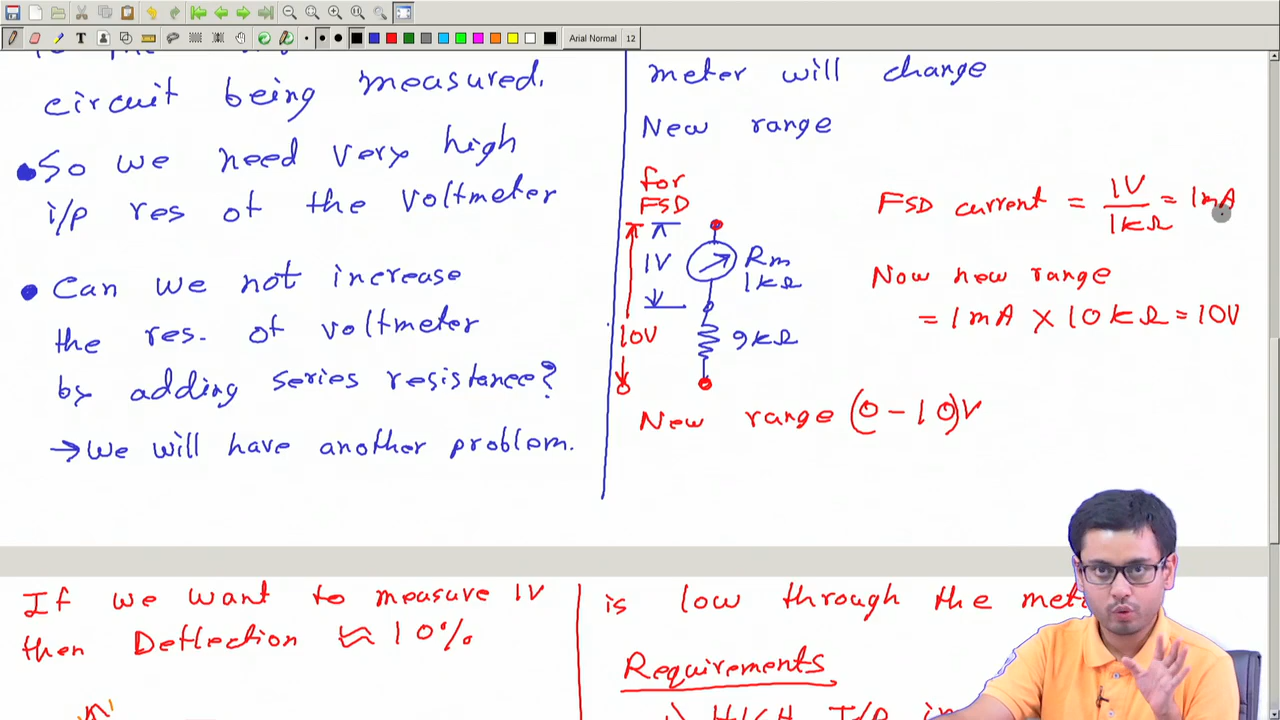 Arial Normal 12
circuit being measured.
• So we need very high
i/p res of the voltmeter
• Can we not increase
the res. of voltmeter
by adding series resistance?
→ We will have another problem.
meter will change
New range
for
FSD
1V
10V
Rm
1kΩ
9kΩ
New range (0-10)V
FSD current = 1V/1kΩ = 1mA
Now new range
= 1mA × 10kΩ = 10V
If we want to measure 1V
then Deflection ≈ 10%
is low through the
Requirements
HIGH I/P